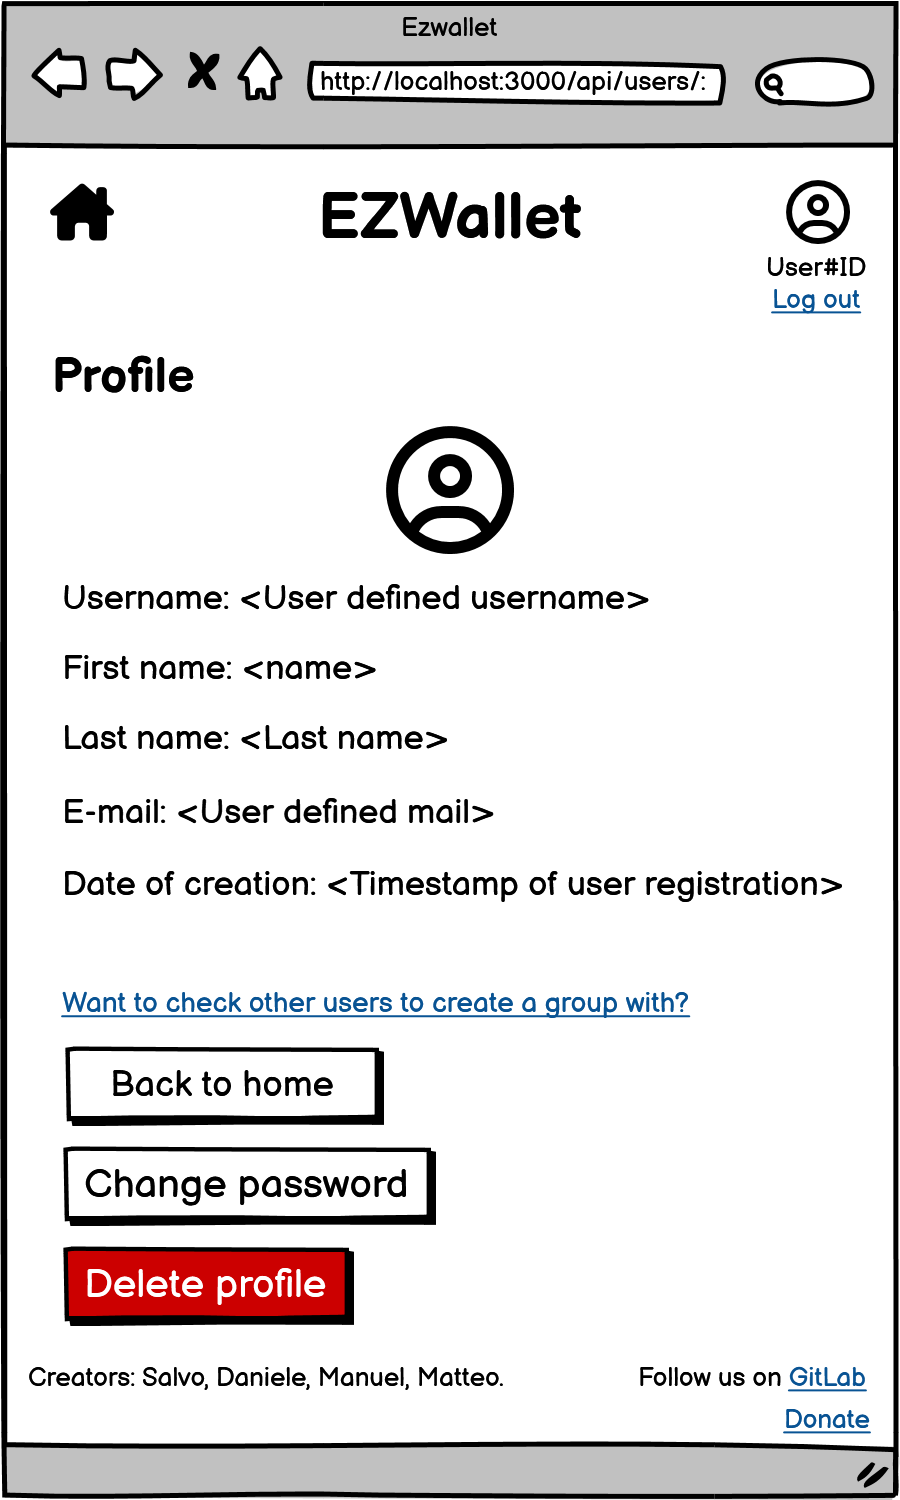 Ezwallet
http://localhost:3000/api/users/:
EZWallet
User#ID
Log out
Profile
Username: <User defined username>
First name: <name>
Last name: <Last name>
E-mail: <User defined mail>
Date of creation: <Timestamp of user registration>
Want to check other users to create a group with?
Back to home
Change password
Delete profile
Creators: Salvo, Daniele, Manuel, Matteo.
Follow us on GitLab
Donate